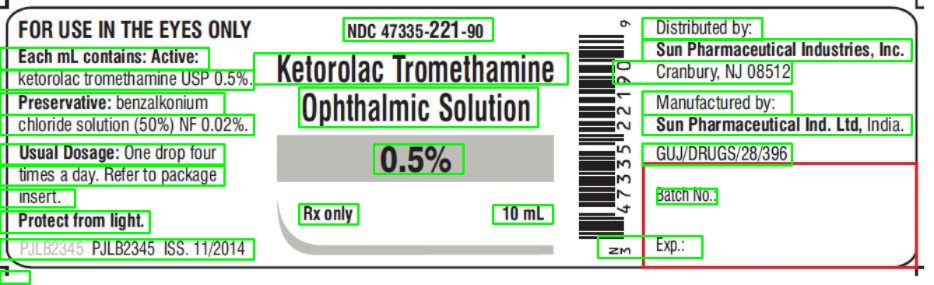 FOR USE IN THE EYES ONLY
Each mL contains: Active:
ketorolac tromethamine USP 0.5%.
Preservative: benzalkonium
chloride solution (50%) NF 0.02%.
Usual Dosage: One drop four
times a day. Refer to package
insert.
Protect from light.
PJLB2345 PJLB2345 ISS. 11/2014
NDC 47335-221-90
Ketorolac Tromethamine
Ophthalmic Solution
0.5%
Rx only
10 mL
N 3 47335 22190 9
Distributed by:
Sun Pharmaceutical Industries, Inc.
Cranbury, NJ 08512
Manufactured by:
Sun Pharmaceutical Ind. Ltd, India.
GUJ/DRUGS/28/396
Batch No.:
Exp.: